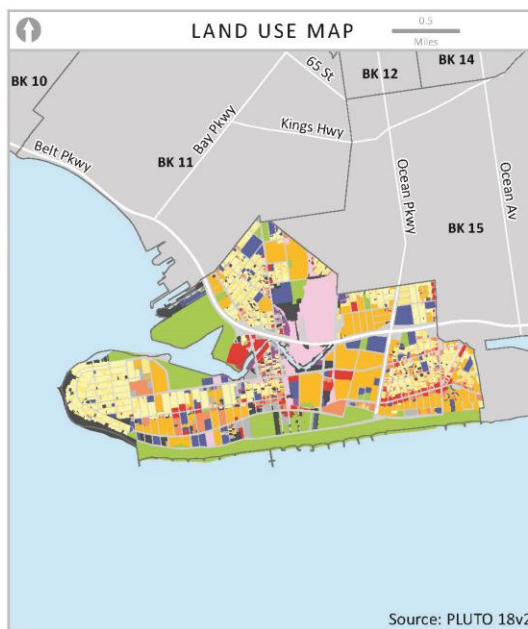 LAND USE MAP
0.5
Miles
BK 10
65 St
BK 12
BK 14
Bay Pkwy
Kings Hwy
Belt Pkwy
BK 11
Ocean Pkwy
Ocean Av
BK 15
Source: PLUTO 18v2